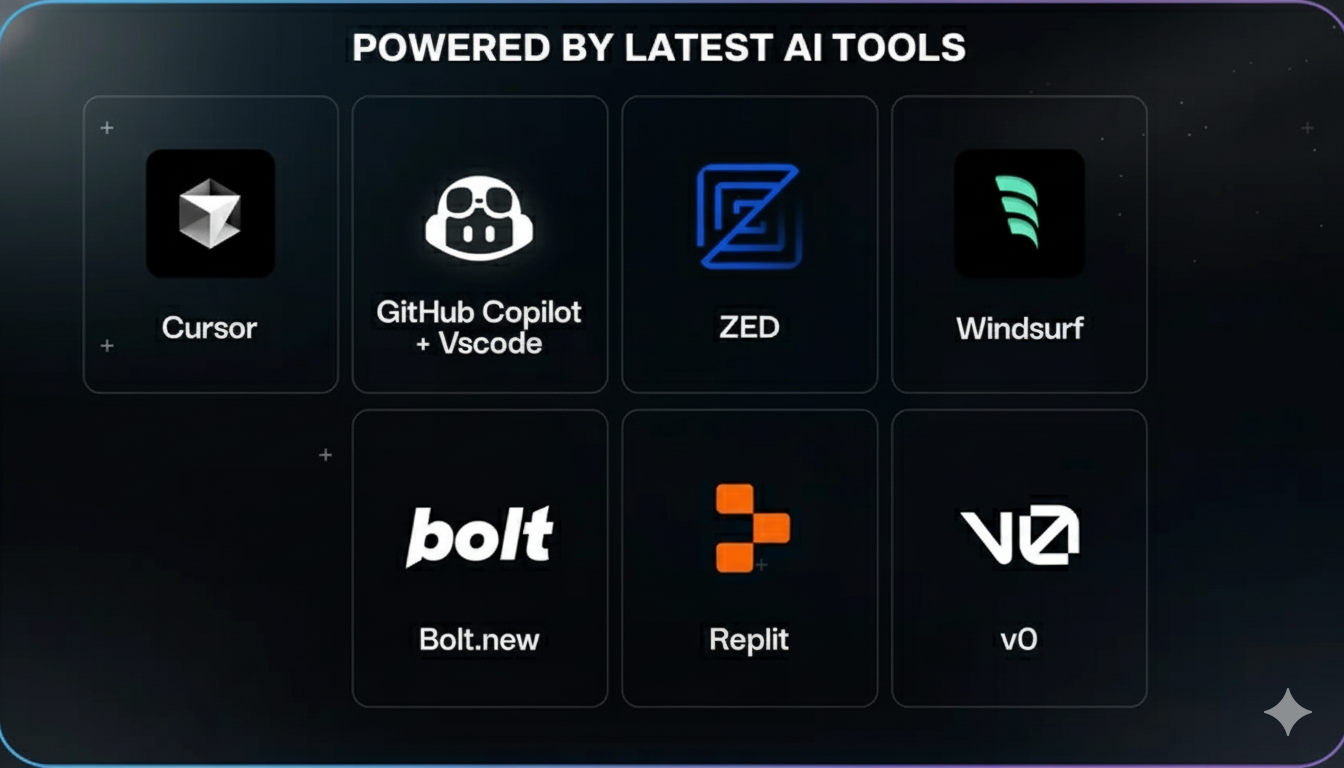 POWERED BY LATEST AI TOOLS
Cursor
GitHub Copilot
+ Vscode
ZED
Windsurf
bolt
Bolt.new
Replit
v0
v0